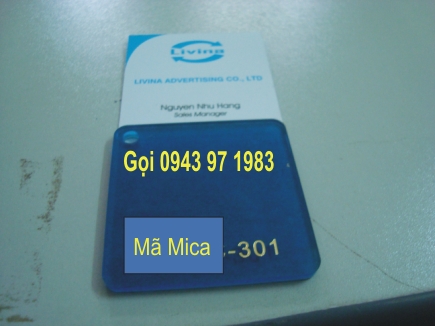 Livina
LIVINA ADVERTISING CO., LTD
Nguyen Nhu Hang
Sales Manager
Gọi 0943 97 1983
Mã Mica
-301